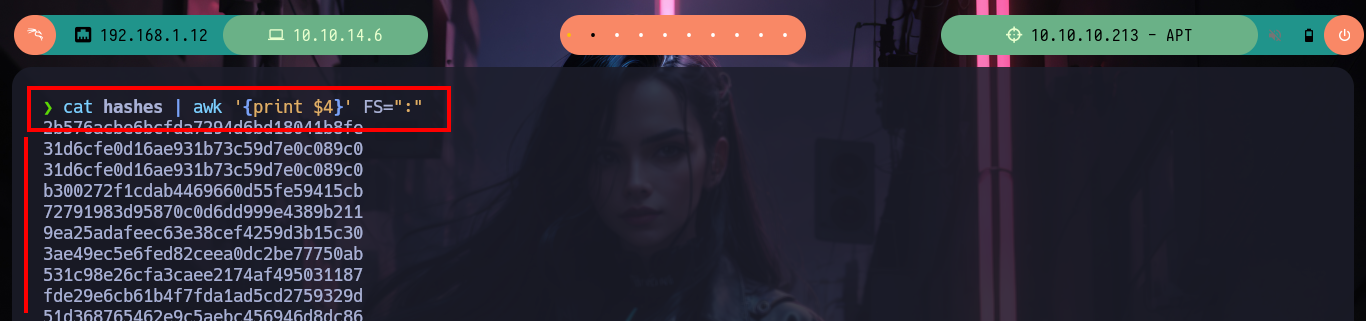 192.168.1.12
10.10.14.6
10.10.10.213 - APT
❯ cat hashes | awk '{print $4}' FS=":"
2b576acbe6bcfda7294d6bd18041b8fe
31d6cfe0d16ae931b73c59d7e0c089c0
31d6cfe0d16ae931b73c59d7e0c089c0
b300272f1cdab4469660d55fe59415cb
72791983d95870c0d6dd999e4389b211
9ea25adafeec63e38cef4259d3b15c30
3ae49ec5e6fed82ceea0dc2be77750ab
531c98e26cfa3caee2174af495031187
fde29e6cb61b4f7fda1ad5cd2759329d
51d368765462e9c5aebc456946d8dc86